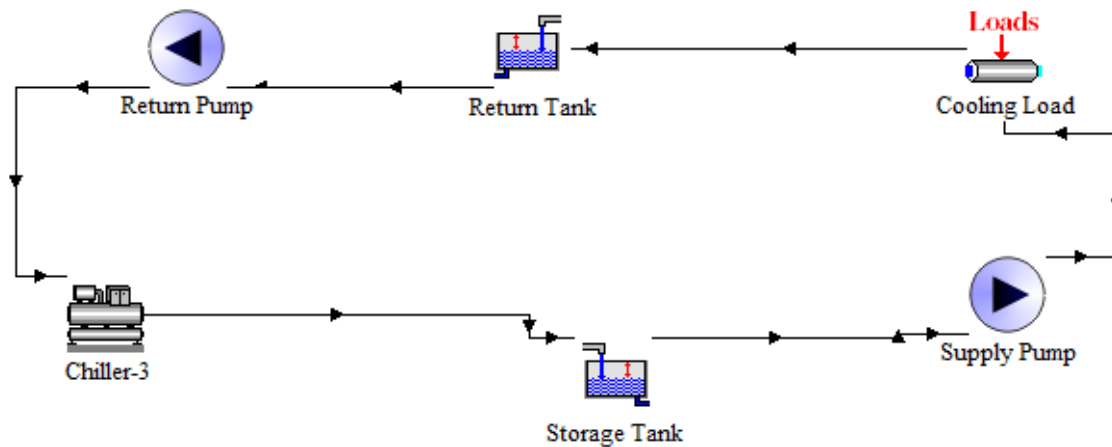 Loads
Return Pump
Return Tank
Cooling Load
Chiller-3
Storage Tank
Supply Pump